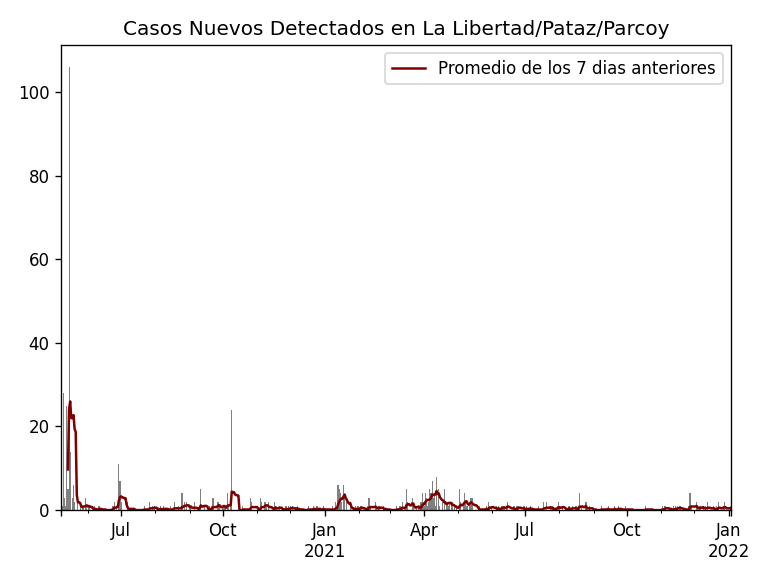 Casos Nuevos Detectados en La Libertad/Pataz/Parcoy
Promedio de los 7 dias anteriores
100
80
60
40
20
0
Jul
Oct
Jan
2021
Apr
Jul
Oct
Jan
2022